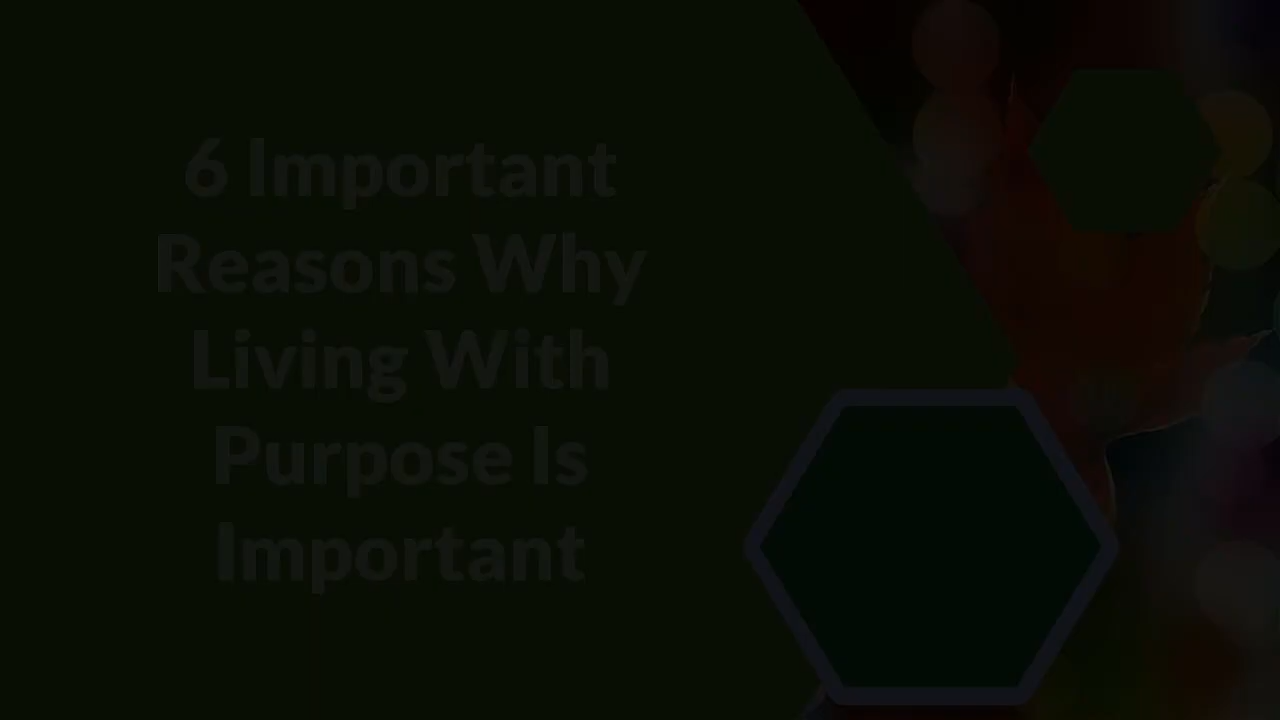 6 Important
Reasons Why
Living With
Purpose Is
Important